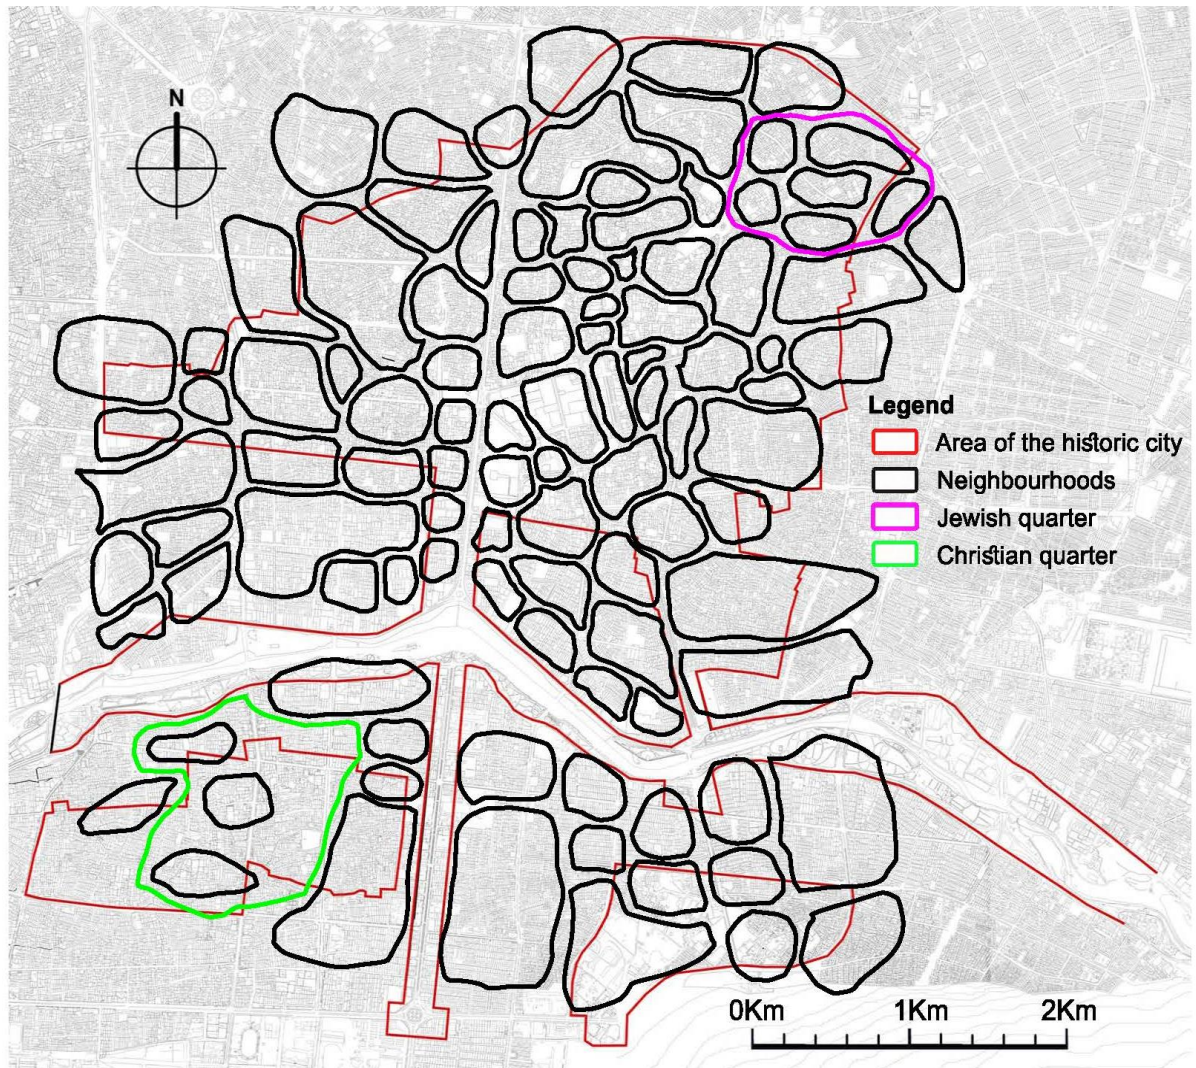 N
Legend
Area of the historic city
Neighbourhoods
Jewish quarter
Christian quarter
0Km 1Km 2Km